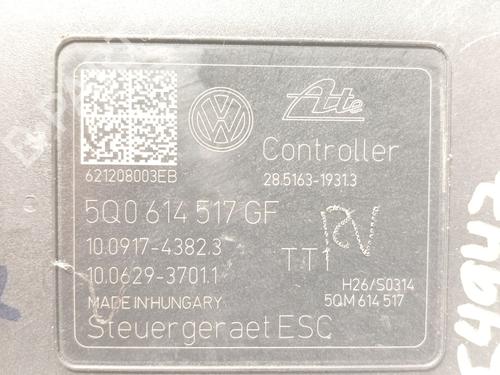 Ate
Controller
621208003EB
28.5163-1931.3
5Q0 614 517 GF
10.0917-4382.3
TT1
10.0629-3701.1
H26/S0314
MADE IN HUNGARY
5QM 614 517
Steuergeraet ESC